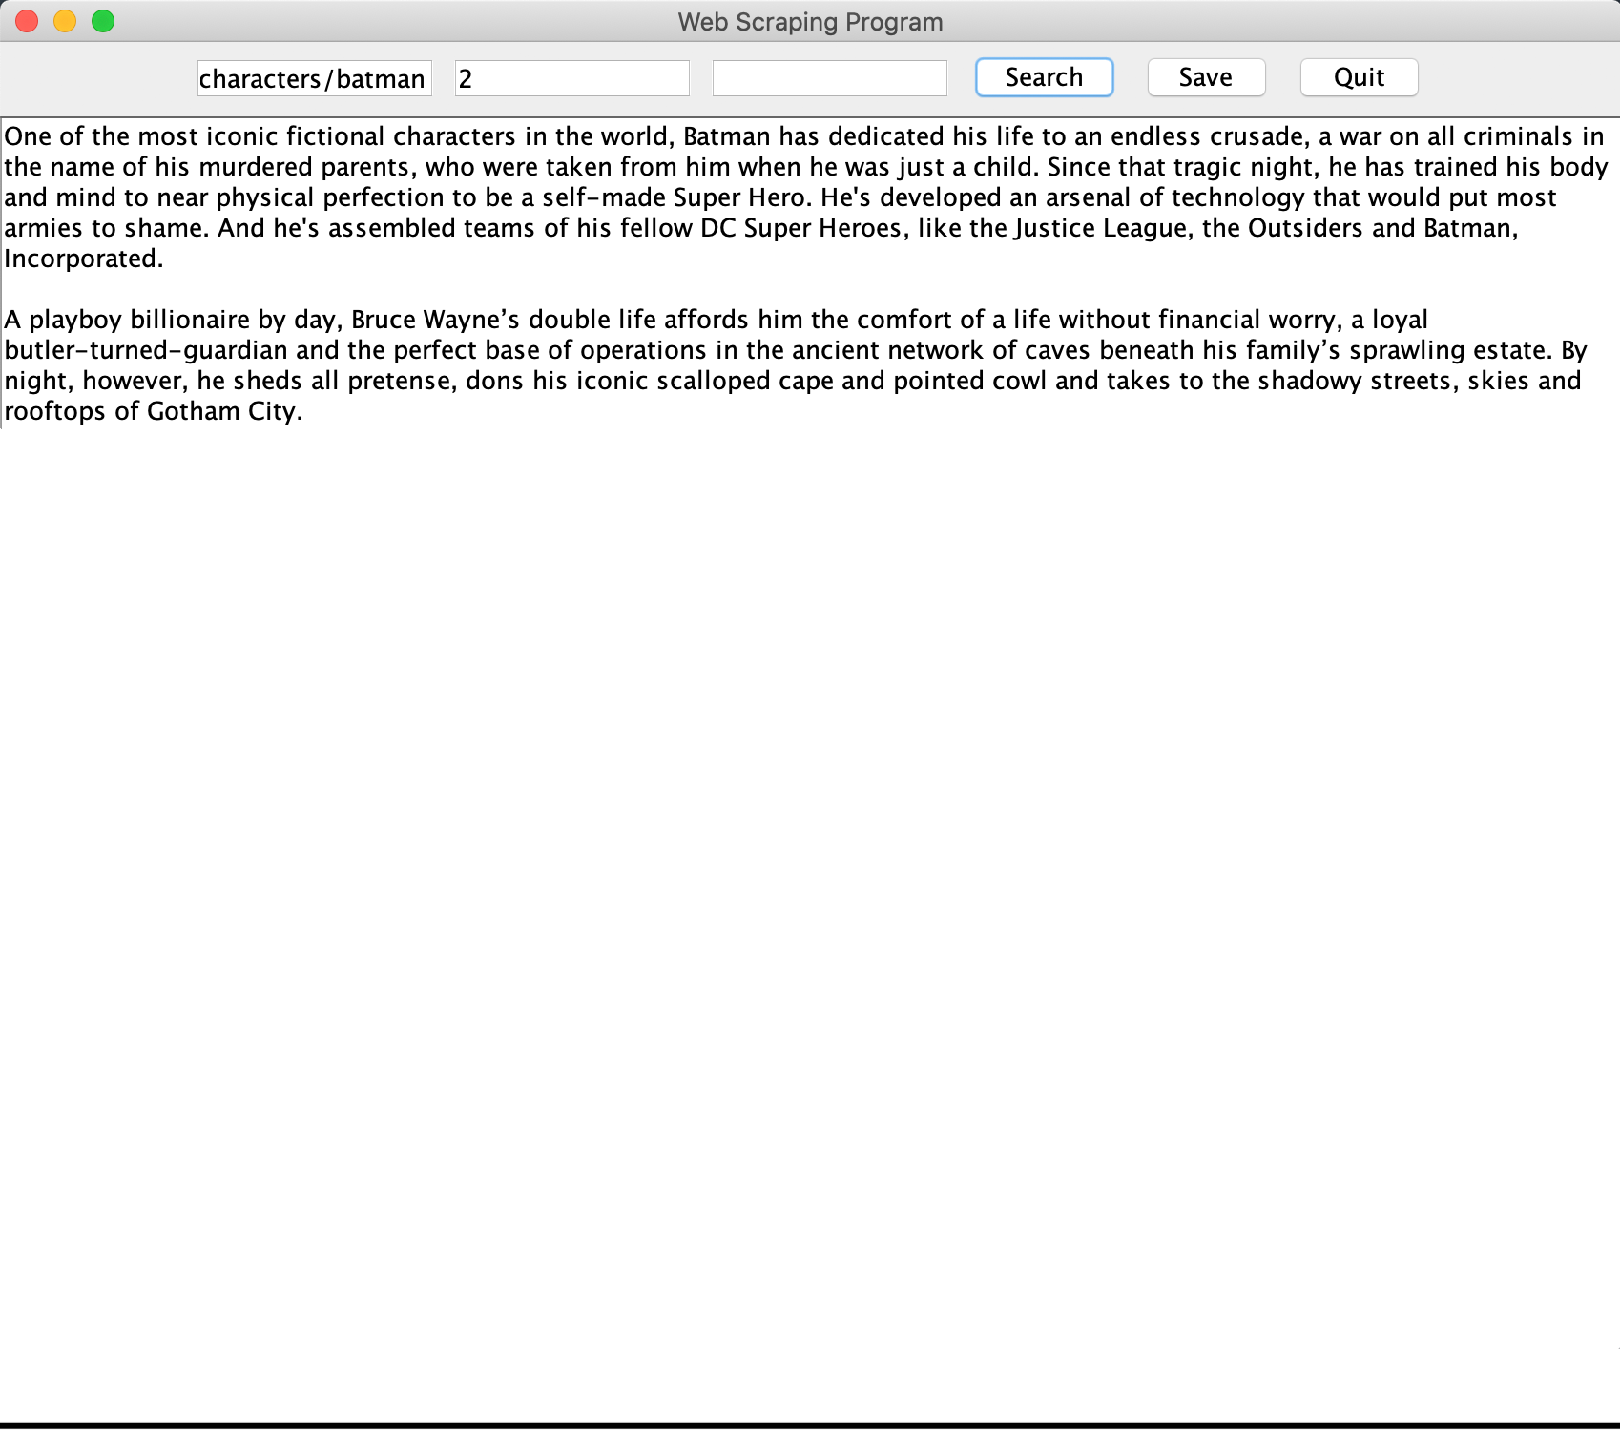 Web Scraping Program
characters/batman 2 Search Save Quit
One of the most iconic fictional characters in the world, Batman has dedicated his life to an endless crusade, a war on all criminals in
the name of his murdered parents, who were taken from him when he was just a child. Since that tragic night, he has trained his body
and mind to near physical perfection to be a self-made Super Hero. He's developed an arsenal of technology that would put most
armies to shame. And he's assembled teams of his fellow DC Super Heroes, like the Justice League, the Outsiders and Batman,
Incorporated.
A playboy billionaire by day, Bruce Wayne’s double life affords him the comfort of a life without financial worry, a loyal
butler-turned-guardian and the perfect base of operations in the ancient network of caves beneath his family’s sprawling estate. By
night, however, he sheds all pretense, dons his iconic scalloped cape and pointed cowl and takes to the shadowy streets, skies and
rooftops of Gotham City.